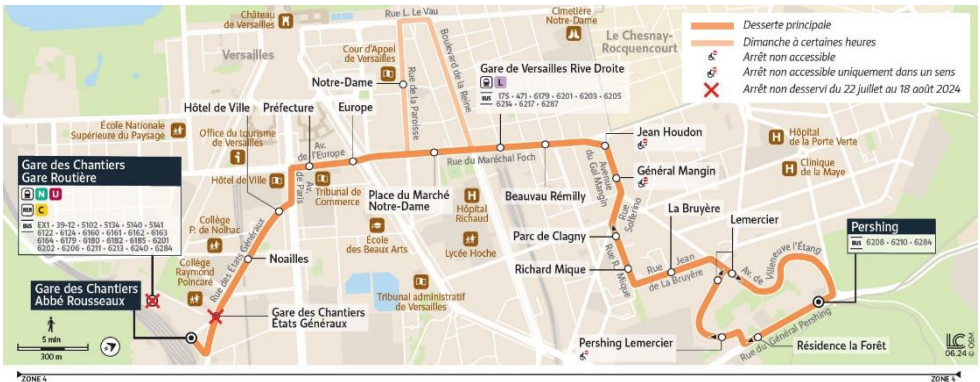 Château
de Versailles
Rue L. Le Vau
Cimetière
Notre-Dame
Le Chesnay-
Rocquencourt
Versailles
Cour d'Appel
de Versailles
Boulevard de la Reine
Notre-Dame
Rue de la Paroisse
Gare de Versailles Rive Droite
L
BUS 175 • 471 • 6179 • 6201 • 6203 • 6205
6214 • 6217 • 6287
Desserte principale
Dimanche à certaines heures
Arrêt non accessible
Arrêt non accessible uniquement dans un sens
Arrêt non desservi du 22 juillet au 18 août 2024
Hôtel de Ville
Préfecture
Europe
École Nationale
Supérieure du Paysage
Office du tourisme
de Versailles
Av.
de l'Europe
Rue du Maréchal Foch
Jean Houdon
Hôpital
de la Porte Verte
Clinique
de la Maye
Avenue
du Gal Mangin
Général Mangin
Gare des Chantiers
Gare Routière
N U
RER C
BUS EX1 • 39-12 • 5102 • 5134 • 5140 • 5141
6122 • 6124 • 6160 • 6161 • 6162 • 6163
6164 • 6179 • 6180 • 6182 • 6185 • 6201
6202 • 6206 • 6211 • 6213 • 6240 • 6284
Hôtel de Ville
Av.
de Paris
Tribunal de
Commerce
Place du Marché
Notre-Dame
Hôpital
Richaud
Beauvau Rémilly
Rue
Solferino
La Bruyère
Lemercier
Collège
P. de Nolhac
École
des Beaux Arts
Lycée Hoche
Parc de Clagny
Pershing
BUS 6208 • 6210 • 6284
Noailles
Rue des États Généraux
Collège
Raymond
Poincaré
Richard Mique
Rue R. Mique
Rue Jean
de La Bruyère
Av. de
Villeneuve l'Étang
Tribunal administratif
de Versailles
Gare des Chantiers
Abbé Rousseaux
Gare des Chantiers
États Généraux
Pershing Lemercier
Rue du Général Pershing
Résidence la Forêt
5 min
300 m
LC
06.24 © OSM
ZONE 4
ZONE 4